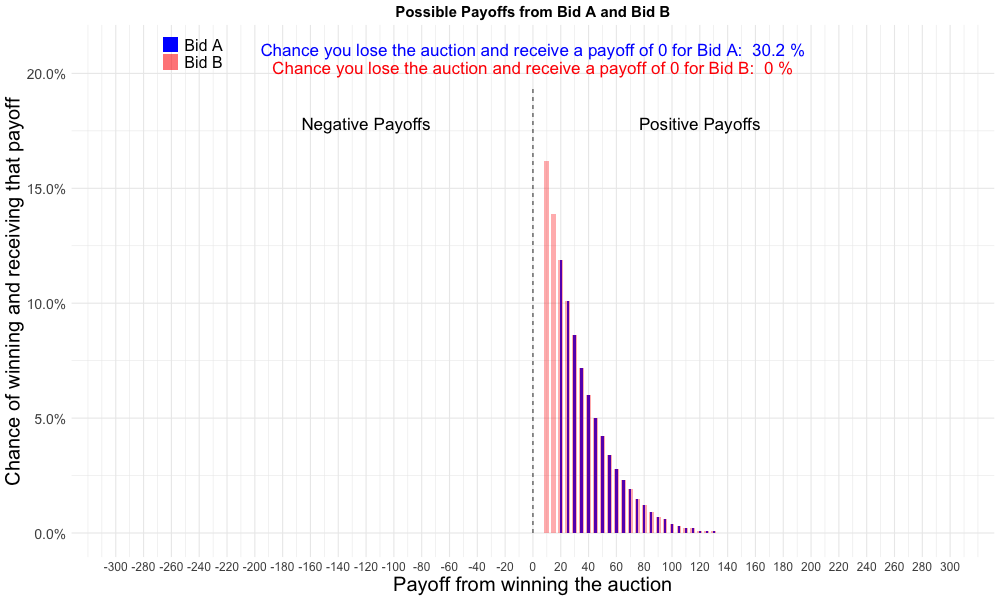 Possible Payoffs from Bid A and Bid B
Bid A
Bid B
Chance you lose the auction and receive a payoff of 0 for Bid A:  30.2 %
Chance you lose the auction and receive a payoff of 0 for Bid B:  0 %
Negative Payoffs
Positive Payoffs
Chance of winning and receiving that payoff
20.0%
15.0%
10.0%
5.0%
0.0%
-300 -280 -260 -240 -220 -200 -180 -160 -140 -120 -100 -80 -60 -40 -20 0 20 40 60 80 100 120 140 160 180 200 220 240 260 280 300
Payoff from winning the auction